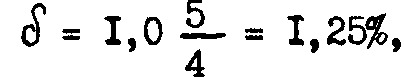 δ = I,0 5/4 = I,25%,